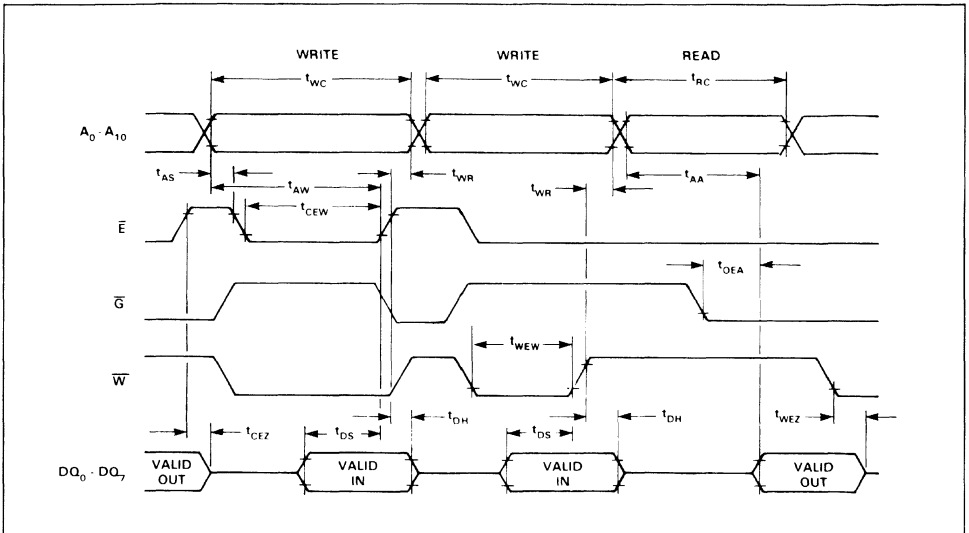 WRITE WRITE READ
tWC tWC tRC
A0 - A10
tAS tAW tWR tWR tAA
tCEW
E̅
tOEA
G̅
tWEW
W̅
tCEZ tDS tDH tDS tDH tWEZ
DQ0 - DQ7 VALID OUT VALID IN VALID IN VALID OUT